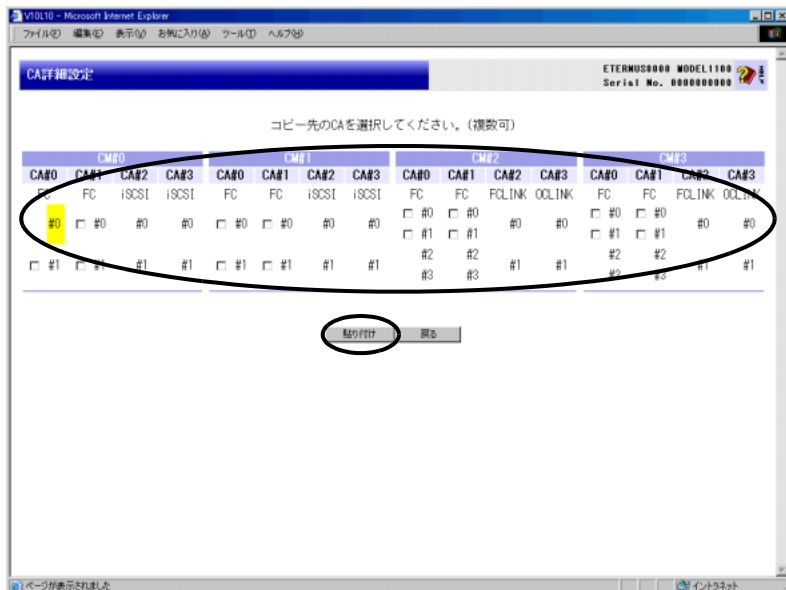 V10L10 - Microsoft Internet Explorer
ファイル(F) 編集(E) 表示(V) お気に入り(A) ツール(T) ヘルプ(H)
CA詳細設定
ETERNUS8000 MODEL1100
Serial No. 0000000000
コピー先のCAを選択してください。(複数可)
CM#0 CM#1 CM#2 CM#3
CA#0 CA#1 CA#2 CA#3 CA#0 CA#1 CA#2 CA#3 CA#0 CA#1 CA#2 CA#3 CA#0 CA#1 CA#2 CA#3
FC FC iSCSI iSCSI FC FC iSCSI iSCSI FC FC FCLINK OCLINK FC FC FCLINK OCLINK
#0 #0 #0 #0 #0 #0 #0 #0 #0 #0 #0 #0 #0 #0 #0 #0
#1 #1 #1 #1
#1 #1 #1 #1 #1 #1 #1 #1 #2 #2 #1 #1 #2 #2 #1 #1
#3 #3 #3 #3
貼り付け 戻る
ページが表示されました イントラネット